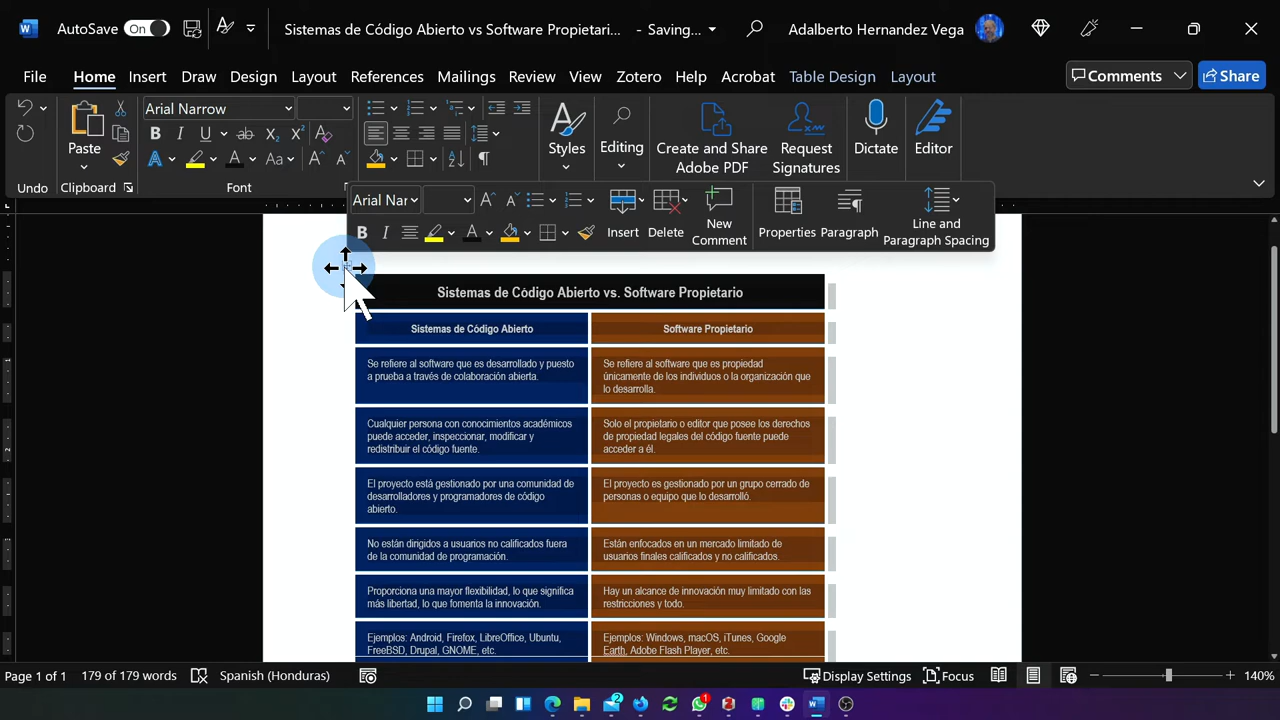 AutoSave On
Sistemas de Código Abierto vs Software Propietari... - Saving...
Adalberto Hernandez Vega
File Home Insert Draw Design Layout References Mailings Review View Zotero Help Acrobat Table Design Layout
Comments
Share
Arial Narrow
Paste
Styles
Editing
Create and Share
Adobe PDF
Request
Signatures
Dictate
Editor
Undo
Clipboard
Font
Arial Nar
Insert
Delete
New
Comment
Properties
Paragraph
Line and
Paragraph Spacing
Sistemas de Código Abierto vs. Software Propietario
Sistemas de Código Abierto
Software Propietario
Se refiere al software que es desarrollado y puesto
a prueba a través de colaboración abierta.
Se refiere al software que es propiedad
únicamente de los individuos o la organización que
lo desarrolla.
Cualquier persona con conocimientos académicos
puede acceder, inspeccionar, modificar y
redistribuir el código fuente.
Solo el propietario o editor que posee los derechos
de propiedad legales del código fuente puede
acceder a él.
El proyecto está gestionado por una comunidad de
desarrolladores y programadores de código
abierto.
El proyecto es gestionado por un grupo cerrado de
personas o equipo que lo desarrolló.
No están dirigidos a usuarios no calificados fuera
de la comunidad de programación.
Están enfocados en un mercado limitado de
usuarios finales calificados y no calificados.
Proporciona una mayor flexibilidad, lo que significa
más libertad, lo que fomenta la innovación.
Hay un alcance de innovación muy limitado con las
restricciones y todo.
Ejemplos: Android, Firefox, LibreOffice, Ubuntu,
FreeBSD, Drupal, GNOME, etc.
Ejemplos: Windows, macOS, iTunes, Google
Earth, Adobe Flash Player, etc.
Page 1 of 1
179 of 179 words
Spanish (Honduras)
Display Settings
Focus
140%